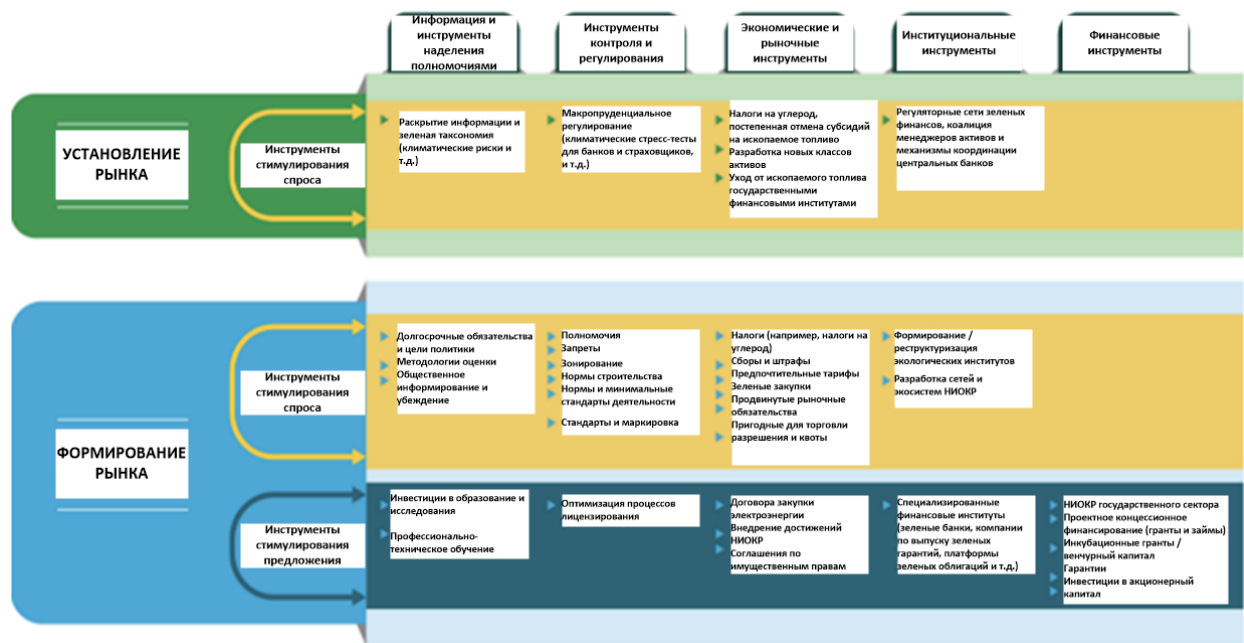 Информация и
инструменты
наделения
полномочиями
Инструменты
контроля и
регулирования
Экономические и
рыночные
инструменты
Институциональные
инструменты
Финансовые
инструменты
УСТАНОВЛЕНИЕ
РЫНКА
Инструменты
стимулирования
спроса
Раскрытие информации и
зеленая таксономия
(климатические риски и
т.д.)
Макропруденциальное
регулирование
(климатические стресс-тесты
для банков и страховщиков,
и т.д.)
Налоги на углерод,
постепенная отмена субсидий
на ископаемое топливо
Разработка новых классов
активов
Уход от ископаемого топлива
государственными
финансовыми институтами
Регуляторные сети зеленых
финансов, коалиция
менеджеров активов и
механизмы координации
центральных банков
ФОРМИРОВАНИЕ
РЫНКА
Инструменты
стимулирования
спроса
Долгосрочные обязательства
и цели политики
Методологии оценки
Общественное
информирование и
убеждение
Полномочия
Запреты
Зонирование
Нормы строительства
Нормы и минимальные
стандарты деятельности
Стандарты и маркировка
Налоги (например, налоги на
углерод)
Сборы и штрафы
Предпочтительные тарифы
Зеленые закупки
Продвинутые рыночные
обязательства
Пригодные для торговли
разрешения и квоты
Формирование /
реструктуризация
экологических институтов
Разработка сетей и
экосистем НИОКР
Инструменты
стимулирования
предложения
Инвестиции в образование и
исследования
Профессионально-
техническое обучение
Оптимизация процессов
лицензирования
Договора закупки
электроэнергии
Внедрение достижений
НИОКР
Соглашения по
имущественным правам
Специализированные
финансовые институты
(зеленые банки, компании
по выпуску зеленых
гарантий, платформы
зеленых облигаций и т.д.)
НИОКР государственного сектора
Проектное концессионное
финансирование (гранты и займы)
Инкубационные гранты /
венчурный капитал
Гарантии
Инвестиции в акционерный
капитал